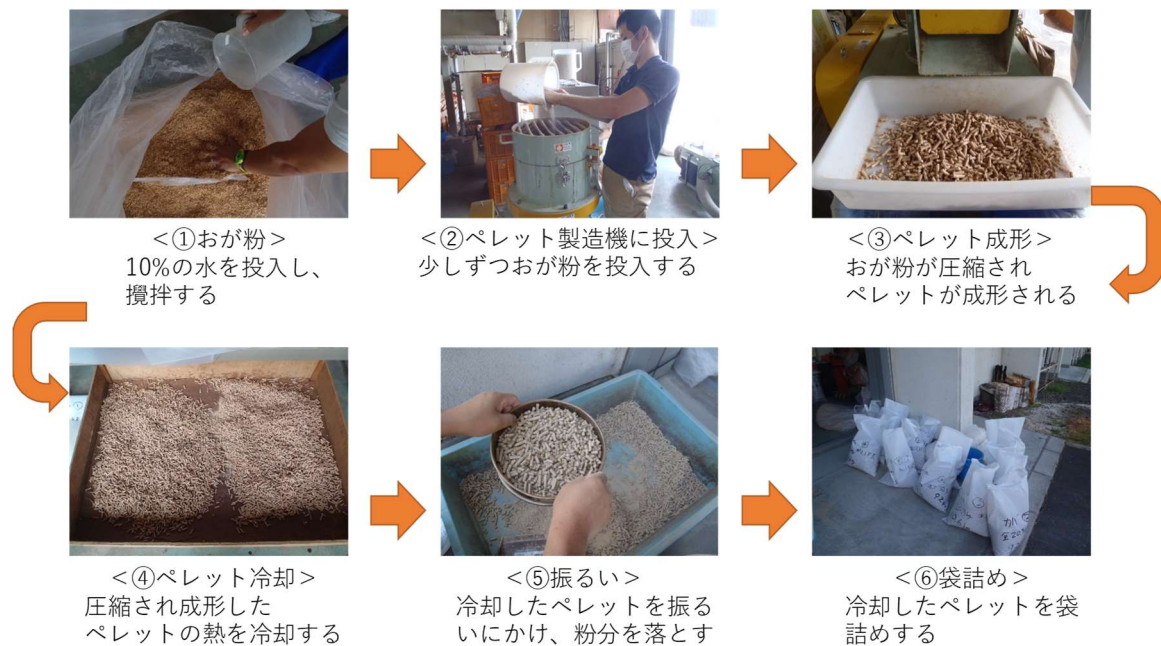 ＜①おが粉＞
10%の水を投入し、
攪拌する
＜②ペレット製造機に投入＞
少しずつおが粉を投入する
＜③ペレット成形＞
おが粉が圧縮され
ペレットが成形される
＜④ペレット冷却＞
圧縮され成形した
ペレットの熱を冷却する
＜⑤振るい＞
冷却したペレットを振る
いにかけ、粉分を落とす
＜⑥袋詰め＞
冷却したペレットを袋
詰めする